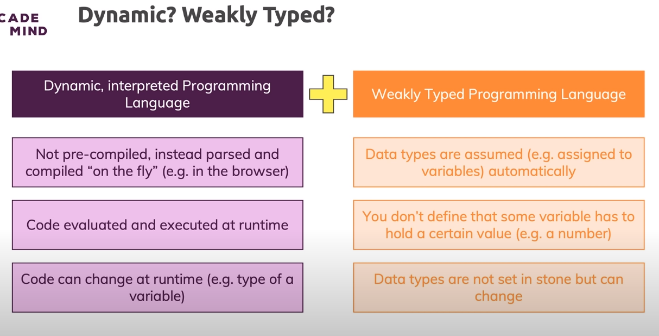 CADE
MIND
Dynamic? Weakly Typed?
Dynamic, interpreted Programming
Language
Weakly Typed Programming Language
Not pre-compiled, instead parsed and
compiled “on the fly” (e.g. in the browser)
Data types are assumed (e.g. assigned to
variables) automatically
Code evaluated and executed at runtime
You don’t define that some variable has to
hold a certain value (e.g. a number)
Code can change at runtime (e.g. type of a
variable)
Data types are not set in stone but can
change